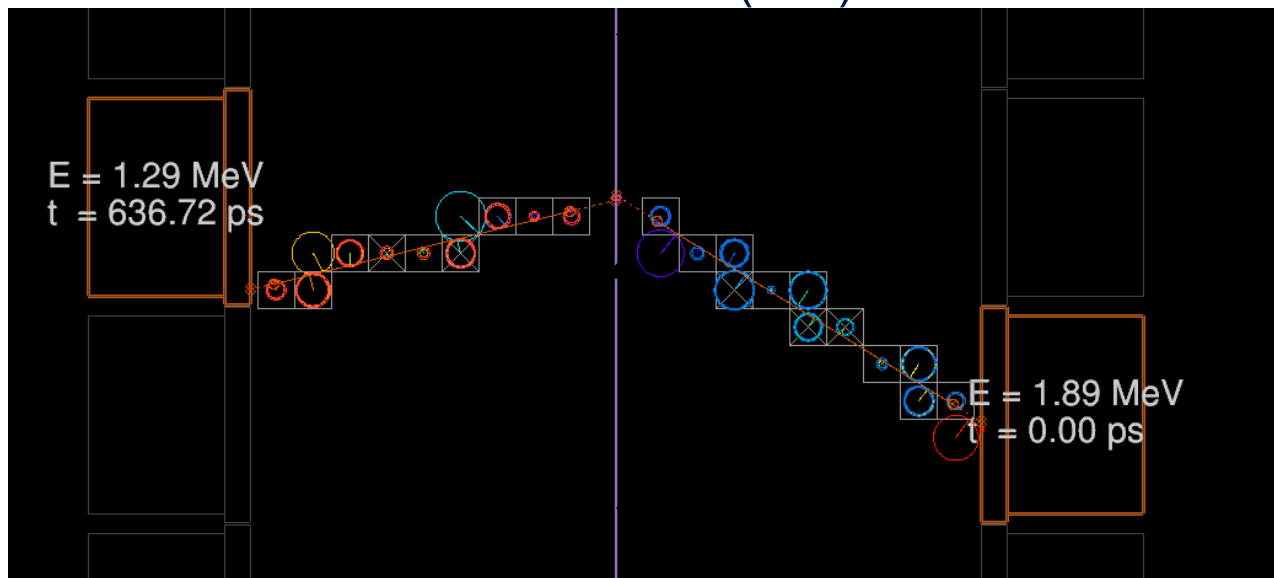 E = 1.29 MeV
t = 636.72 ps
E = 1.89 MeV
t = 0.00 ps